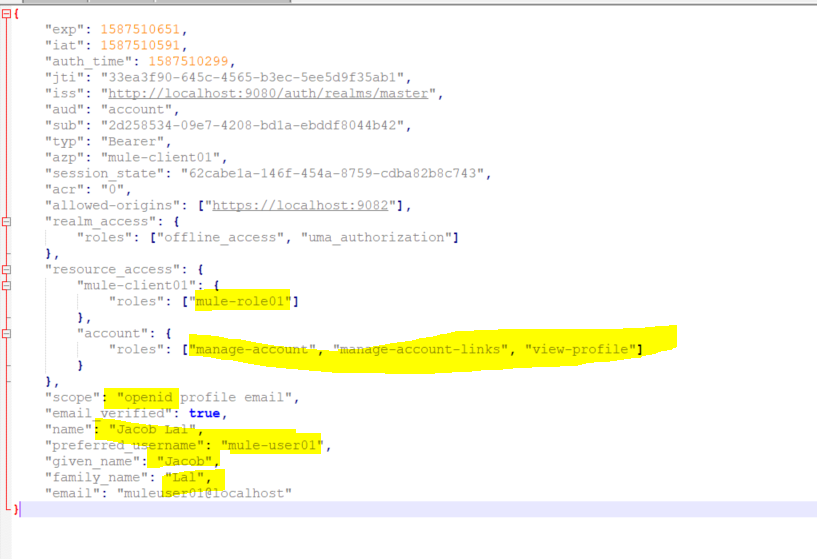 {
"exp": 1587510651,
"iat": 1587510591,
"auth_time": 1587510299,
"jti": "33ea3f90-645c-4565-b3ec-5ee5d9f35ab1",
"iss": "http://localhost:9080/auth/realms/master",
"aud": "account",
"sub": "2d258534-09e7-4208-bd1a-ebddf8044b42",
"typ": "Bearer",
"azp": "mule-client01",
"session_state": "62cabe1a-146f-454a-8759-cdba82b8c743",
"acr": "0",
"allowed-origins": ["https://localhost:9082"],
"realm_access": {
"roles": ["offline_access", "uma_authorization"]
},
"resource_access": {
"mule-client01": {
"roles": ["mule-role01"]
},
"account": {
"roles": ["manage-account", "manage-account-links", "view-profile"]
}
},
"scope": "openid profile email",
"email_verified": true,
"name": "Jacob Lal",
"preferred_username": "mule-user01",
"given_name": "Jacob",
"family_name": "Lal",
"email": "muleuser01@localhost"
}